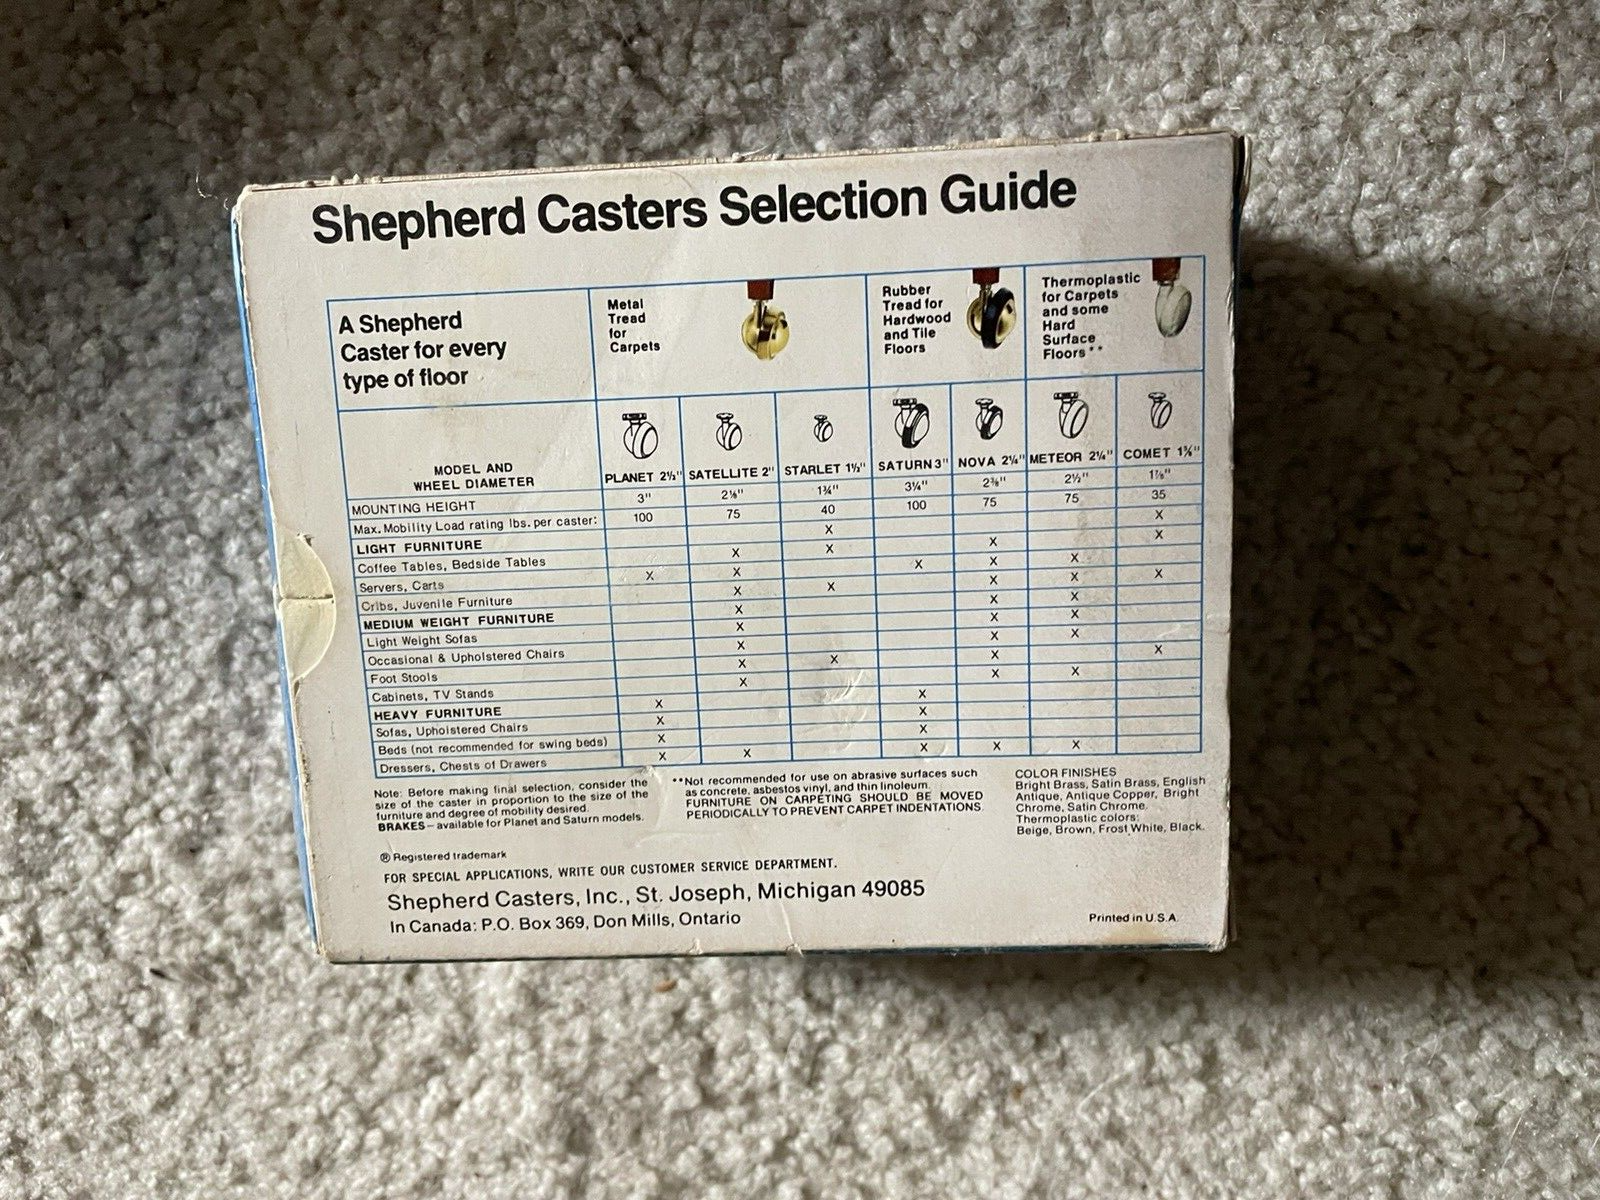 Shepherd Casters Selection Guide
A Shepherd
Caster for every
type of floor
Metal
Tread
for
Carpets
Rubber
Tread for
Hardwood
and Tile
Floors
Thermoplastic
for Carpets
and some
Hard
Surface
Floors**
MODEL AND
WHEEL DIAMETER
PLANET 2½" SATELLITE 2" STARLET 1½" SATURN 3" NOVA 2¼" METEOR 2¼" COMET 1⅝"
MOUNTING HEIGHT 3" 2⅛" 1¾" 3¼" 2⅜" 2½" 1⅞"
Max. Mobility Load rating lbs. per caster: 100 75 40 100 75 75 35
LIGHT FURNITURE X X
Coffee Tables, Bedside Tables X X X X
Servers, Carts X X X X X
Cribs, Juvenile Furniture X X X X X
MEDIUM WEIGHT FURNITURE X X X
Light Weight Sofas X X X
Occasional & Upholstered Chairs X X X
Foot Stools X X X X
Cabinets, TV Stands X X X
HEAVY FURNITURE X X
Sofas, Upholstered Chairs X X
Beds (not recommended for swing beds) X X
Dressers, Chests of Drawers X X X X X
Note: Before making final selection, consider the
size of the caster in proportion to the size of the
furniture and degree of mobility desired.
BRAKES – available for Planet and Saturn models.
**Not recommended for use on abrasive surfaces such
as concrete, asbestos vinyl, and thin linoleum.
FURNITURE ON CARPETING SHOULD BE MOVED
PERIODICALLY TO PREVENT CARPET INDENTATIONS.
COLOR FINISHES
Bright Brass, Satin Brass, English
Antique, Antique Copper, Bright
Chrome, Satin Chrome.
Thermoplastic colors:
Beige, Brown, Frost White, Black.
® Registered trademark
FOR SPECIAL APPLICATIONS, WRITE OUR CUSTOMER SERVICE DEPARTMENT.
Shepherd Casters, Inc., St. Joseph, Michigan 49085
In Canada: P.O. Box 369, Don Mills, Ontario
Printed in U.S.A.